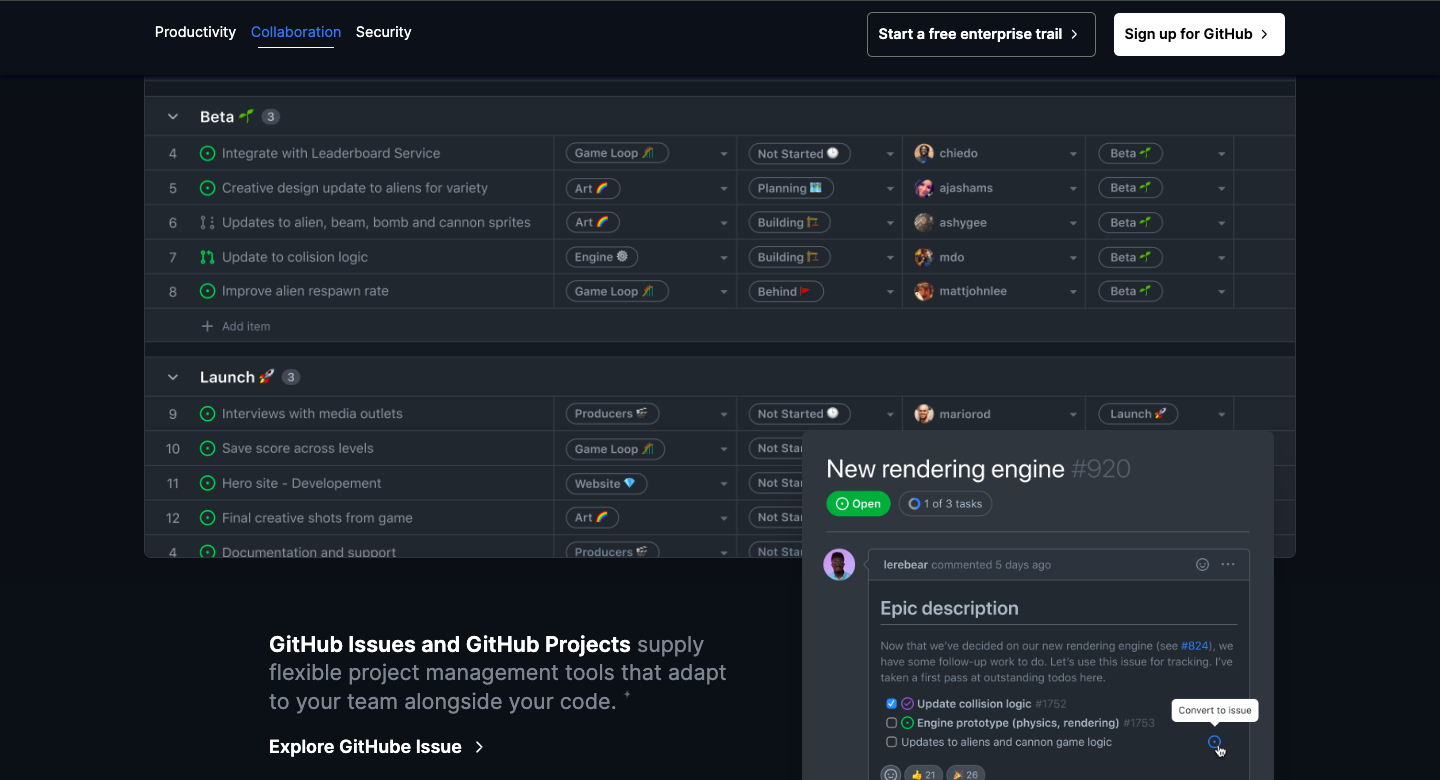 Productivity Collaboration Security Start a free enterprise trail Sign up for GitHub
Beta 3
4 Integrate with Leaderboard Service Game Loop Not Started chiedo Beta
5 Creative design update to aliens for variety Art Planning ajashams Beta
6 Updates to alien, beam, bomb and cannon sprites Art Building ashygee Beta
7 Update to colision logic Engine Building mdo Beta
8 Improve alien respawn rate Game Loop Behind mattjohnlee Beta
Add item
Launch 3
9 Interviews with media outlets Producers Not Started mariorod Launch
10 Save score across levels Game Loop Not Star
11 Hero site - Developement Website Not Star
12 Final creative shots from game Art Not Star
4 Documentation and support Producers Not Star
New rendering engine #920
Open 1 of 3 tasks
lerebear commented 5 days ago
Epic description
Now that we've decided on our new rendering engine (see #824), we
have some follow-up work to do. Let's use this issue for tracking. I've
taken a first pass at outstanding todos here.
Update collision logic #1752
Convert to issue
Engine prototype (physics, rendering) #1753
Updates to aliens and cannon game logic
21 26
GitHub Issues and GitHub Projects supply
flexible project management tools that adapt
to your team alongside your code.
Explore GitHube Issue